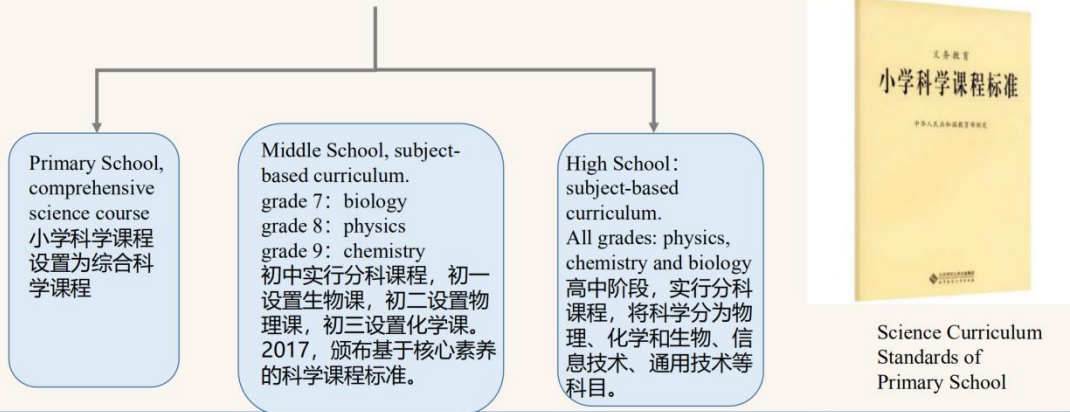 Primary School,
comprehensive
science course
小学科学课程
设置为综合科
学课程
Middle School, subject-
based curriculum.
grade 7：biology
grade 8：physics
grade 9：chemistry
初中实行分科课程，初一
设置生物课，初二设置物
理课，初三设置化学课。
2017，颁布基于核心素养
的科学课程标准。
High School：
subject-based
curriculum.
All grades: physics,
chemistry and biology
高中阶段，实行分科
课程，将科学分为物
理、化学和生物、信
息技术、通用技术等
科目。
义务教育
小学科学课程标准
中华人民共和国教育部制定
Science Curriculum
Standards of
Primary School